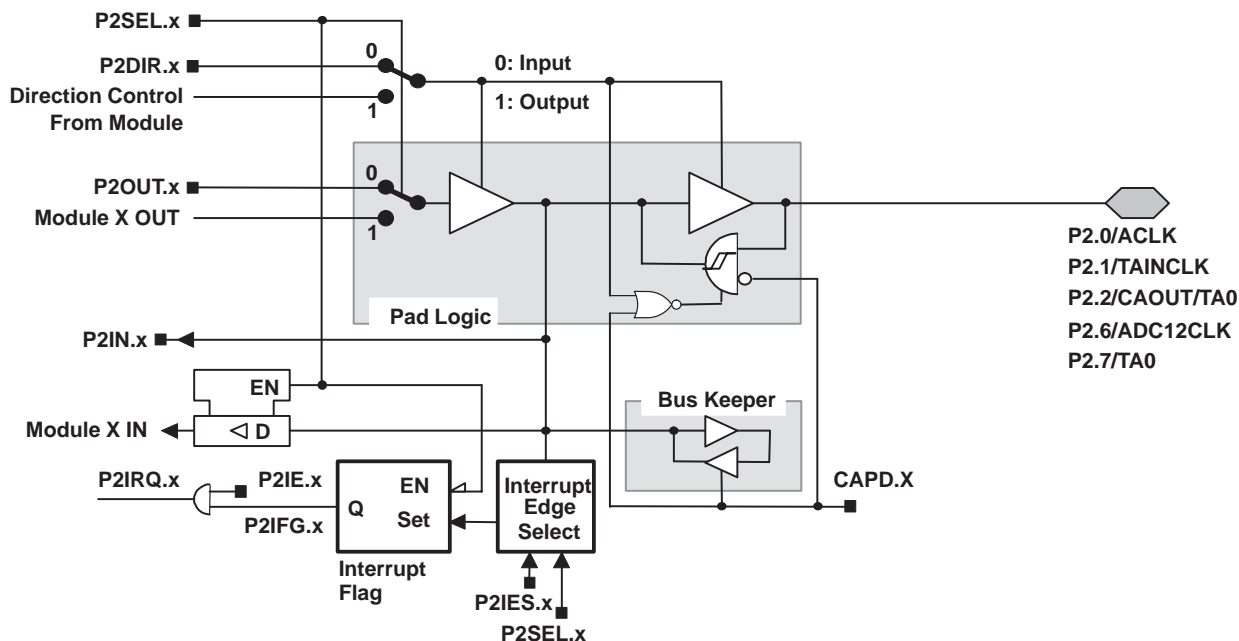 P2SEL.x
0
P2DIR.x
0: Input
Direction Control
From Module
1
1: Output
0
P2OUT.x
Module X OUT
1
P2.0/ACLK
P2.1/TAINCLK
P2.2/CAOUT/TA0
P2.6/ADC12CLK
P2.7/TA0
Pad Logic
P2IN.x
EN
Bus Keeper
Module X IN
D
P2IRQ.x
P2IE.x
EN
Interrupt
Edge
Select
CAPD.X
Q
Set
P2IFG.x
Interrupt
Flag
P2IES.x
P2SEL.x